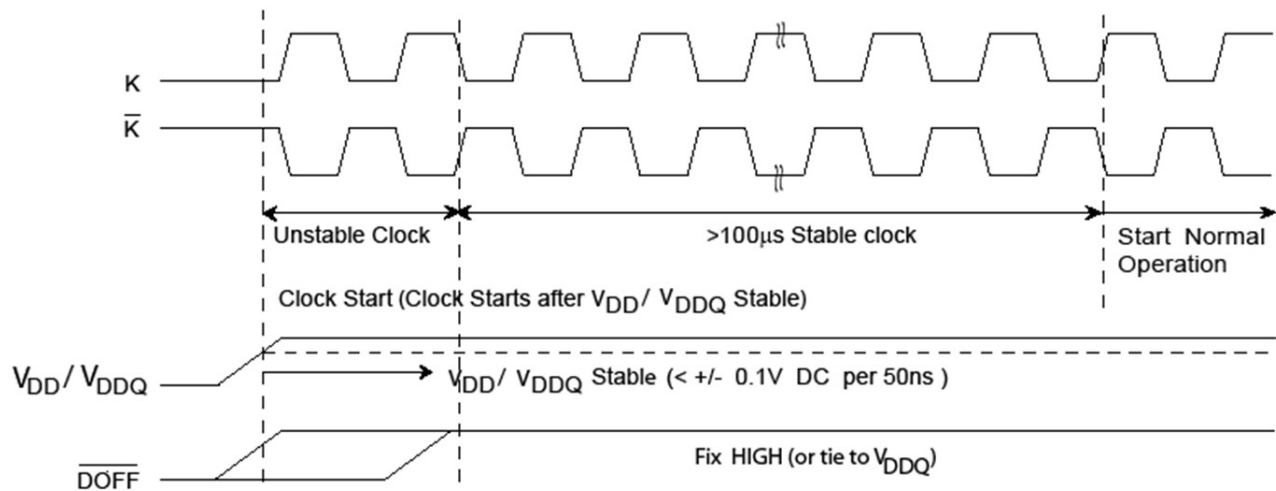 K
K̅
Unstable Clock
>100μs Stable clock
Start Normal
Operation
Clock Start (Clock Starts after VDD/ VDDQ Stable)
VDD/ VDDQ
VDD/ VDDQ Stable (< +/- 0.1V DC per 50ns )
Fix HIGH (or tie to VDDQ)
D̅O̅F̅F̅